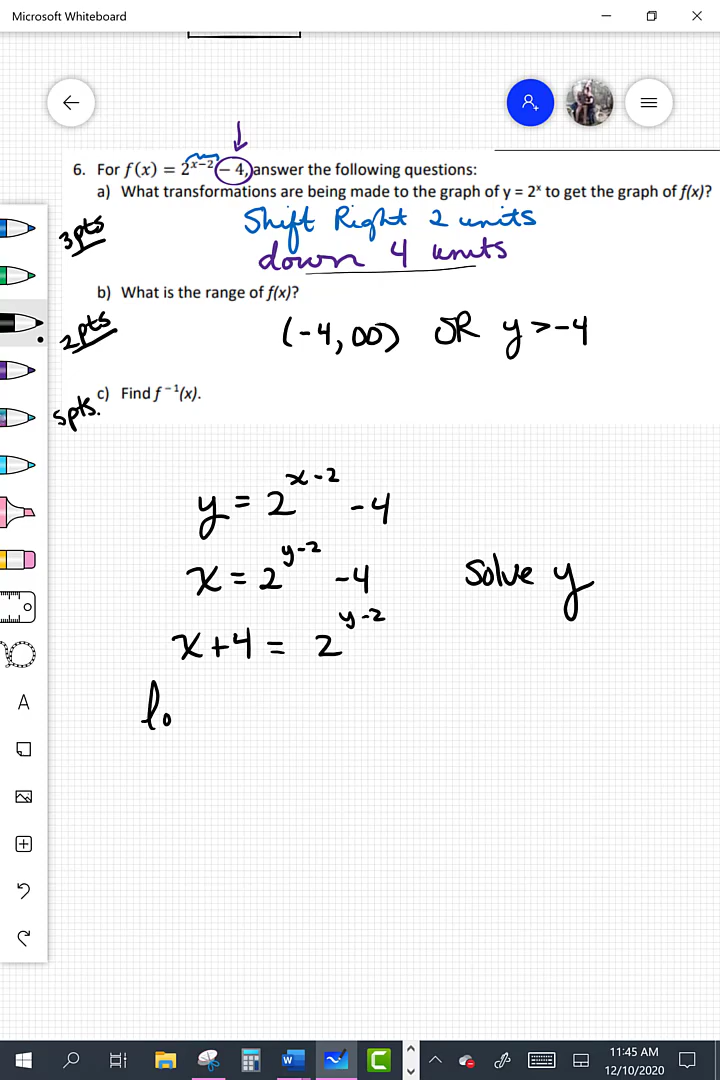 Microsoft Whiteboard
6. For f(x) = 2^(x−2) − 4, answer the following questions:
a) What transformations are being made to the graph of y = 2ˣ to get the graph of f(x)?
3pts
Shift Right 2 units
down 4 units
b) What is the range of f(x)?
2pts
(-4, ∞) OR y > -4
c) Find f⁻¹(x).
5pts.
y = 2^(x-2) - 4
x = 2^(y-2) - 4 solve y
x+4 = 2^(y-2)
lo
A
11:45 AM
12/10/2020